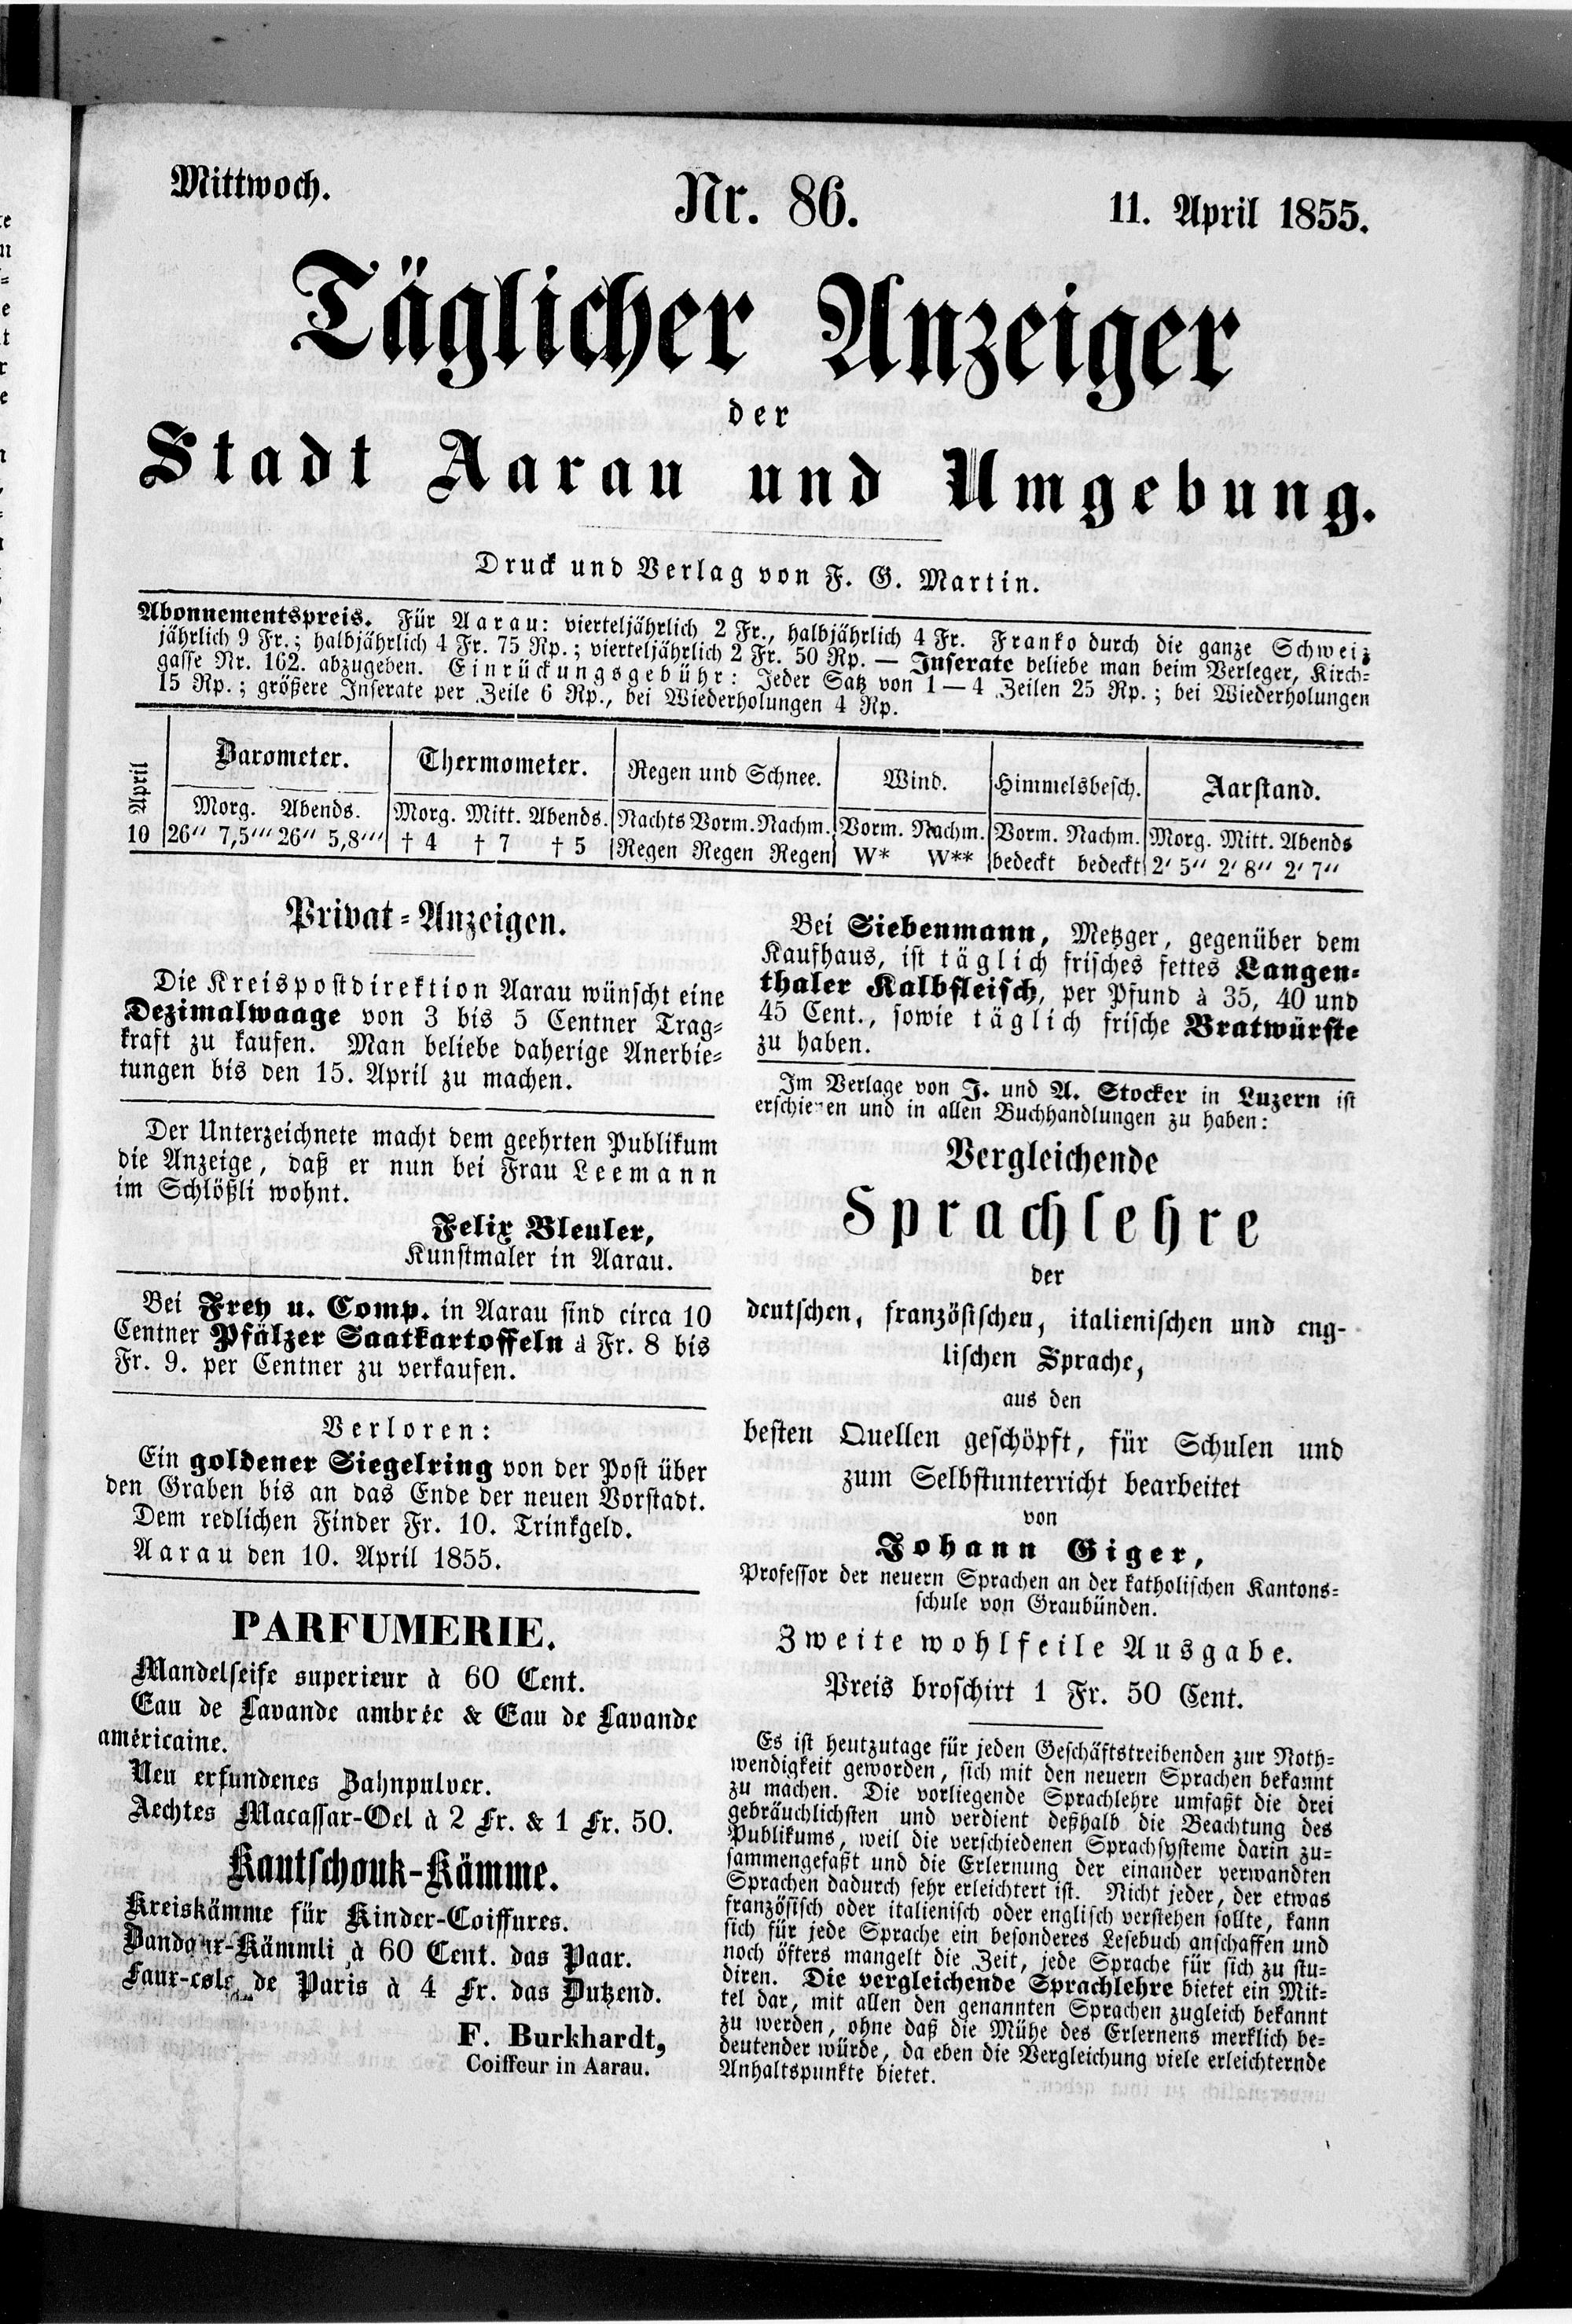 Mittwoch.
Nr. 86.
11. April 1855.
Täglicher Anzeiger
der
Stadt Aarau und Umgebung.
Druck und Verlag von F. G. Martin.
Abonnementspreis. Für Aarau: vierteljährlich 2 Fr., halbjährlich 4 Fr. Franko durch die ganze Schweiz
jährlich 9 Fr.; halbjährlich 4 Fr. 75 Rp.; vierteljährlich 2 Fr. 50 Rp. — Inserate beliebe man beim Verleger, Kirch-
gasse Nr. 162. abzugeben. Einrückungsgebühr: Jeder Satz von 1—4 Zeilen 25 Rp.; bei Wiederholungen
15 Rp.; größere Inserate per Zeile 6 Rp., bei Wiederholungen 4 Rp.
April Barometer. Thermometer. Regen und Schnee. Wind. Himmelsbesch. Aarstand.
Morg. Abends. Morg. Mitt. Abends. Nachts Vorm. Nachm. Vorm. Nachm. Vorm. Nachm. Morg. Mitt. Abends
10 26'' 7,5''' 26'' 5,8''' † 4 † 7 † 5 Regen Regen Regen W* W** bedeckt bedeckt 2' 5'' 2' 8'' 2' 7''
Privat-Anzeigen.
Die Kreispostdirektion Aarau wünscht eine
Dezimalwaage von 3 bis 5 Centner Trag-
kraft zu kaufen. Man beliebe daherige Anerbie-
tungen bis den 15. April zu machen.
Der Unterzeichnete macht dem geehrten Publikum
die Anzeige, daß er nun bei Frau Leemann
im Schlößli wohnt.
Felix Bleuler,
Kunstmaler in Aarau.
Bei Frey u. Comp. in Aarau sind circa 10
Centner Pfälzer Saatkartoffeln à Fr. 8 bis
Fr. 9. per Centner zu verkaufen.
Verloren:
Ein goldener Siegelring von der Post über
den Graben bis an das Ende der neuen Vorstadt.
Dem redlichen Finder Fr. 10. Trinkgeld.
Aarau den 10. April 1855.
PARFUMERIE.
Mandelseife superieur à 60 Cent.
Eau de Lavande ambrée & Eau de Lavande
américaine.
Neu erfundenes Zahnpulver.
Aechtes Macassar-Oel à 2 Fr. & 1 Fr. 50.
Kautschouk-Kämme.
Kreiskämme für Kinder-Coiffures.
-Kämmli à 60 Cent. das Paar.
Faux-cols de Paris à 4 Fr. das Dutzend.
F. Burkhardt,
Coiffeur in Aarau.
Bei Siebenmann, Metzger, gegenüber dem
Kaufhaus, ist täglich frisches fettes Langen-
thaler Kalbfleisch, per Pfund à 35, 40 und
45 Cent., sowie täglich frische Bratwürste
zu haben.
Im Verlage von J. und A. Stocker in Luzern ist
erschienen und in allen Buchhandlungen zu haben:
Vergleichende
Sprachlehre
der
deutschen, französischen, italienischen und eng-
lischen Sprache,
aus den
besten Quellen geschöpft, für Schulen und
zum Selbstunterricht bearbeitet
von
Johann Giger,
Professor der neuern Sprachen an der katholischen Kantons-
schule von Graubünden.
Zweite wohlfeile Ausgabe.
Preis broschirt 1 Fr. 50 Cent.
Es ist heutzutage für jeden Geschäftstreibenden zur Noth-
wendigkeit geworden, sich mit den neuern Sprachen bekannt
zu machen. Die vorliegende Sprachlehre umfaßt die drei
gebräuchlichsten und verdient deßhalb die Beachtung des
Publikums, weil die verschiedenen Sprachsysteme darin zu-
sammengefaßt und die Erlernung der einander verwandten
Sprachen dadurch sehr erleichtert ist. Nicht jeder, der etwas
französisch oder italienisch oder englisch verstehen sollte, kann
sich für jede Sprache ein besonderes Lesebuch anschaffen und
noch öfters mangelt die Zeit, jede Sprache für sich zu stu-
diren. Die vergleichende Sprachlehre bietet ein Mit-
tel dar, mit allen den genannten Sprachen zugleich bekannt
zu werden, ohne daß die Mühe des Erlernens merklich be-
deutender würde, da eben die Vergleichung viele erleichternde
Anhaltspunkte bietet.